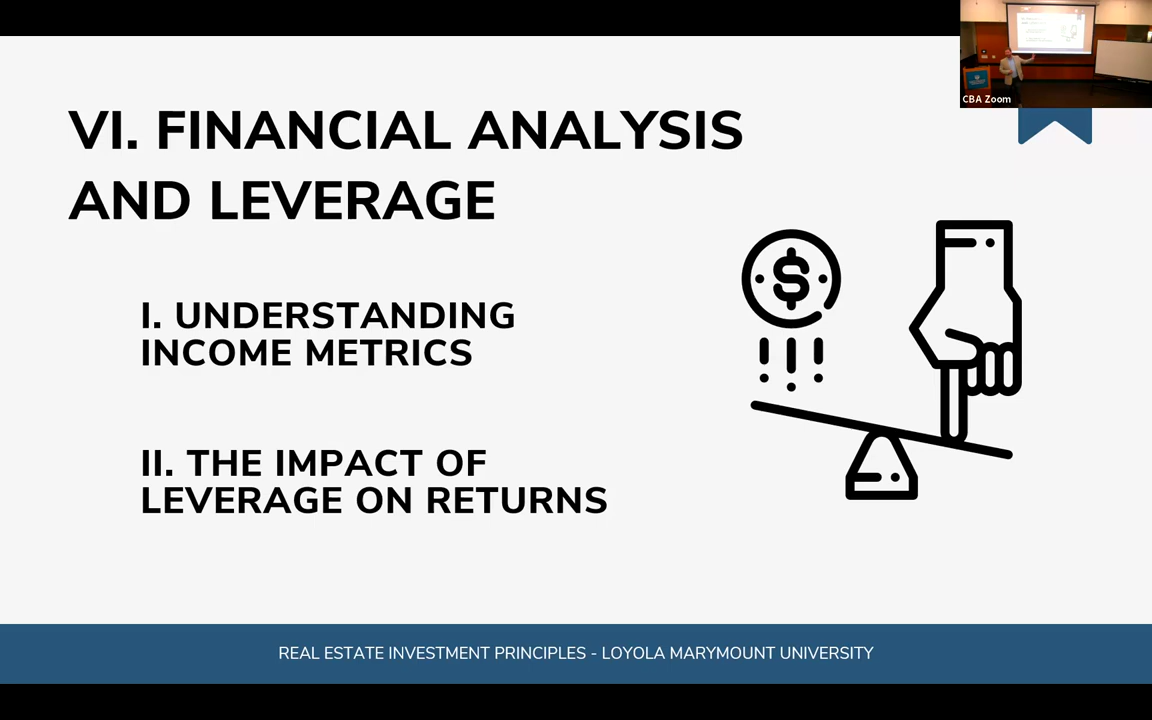 CBA Zoom
VI. FINANCIAL ANALYSIS
AND LEVERAGE
$
I. UNDERSTANDING
INCOME METRICS
II. THE IMPACT OF
LEVERAGE ON RETURNS
REAL ESTATE INVESTMENT PRINCIPLES - LOYOLA MARYMOUNT UNIVERSITY